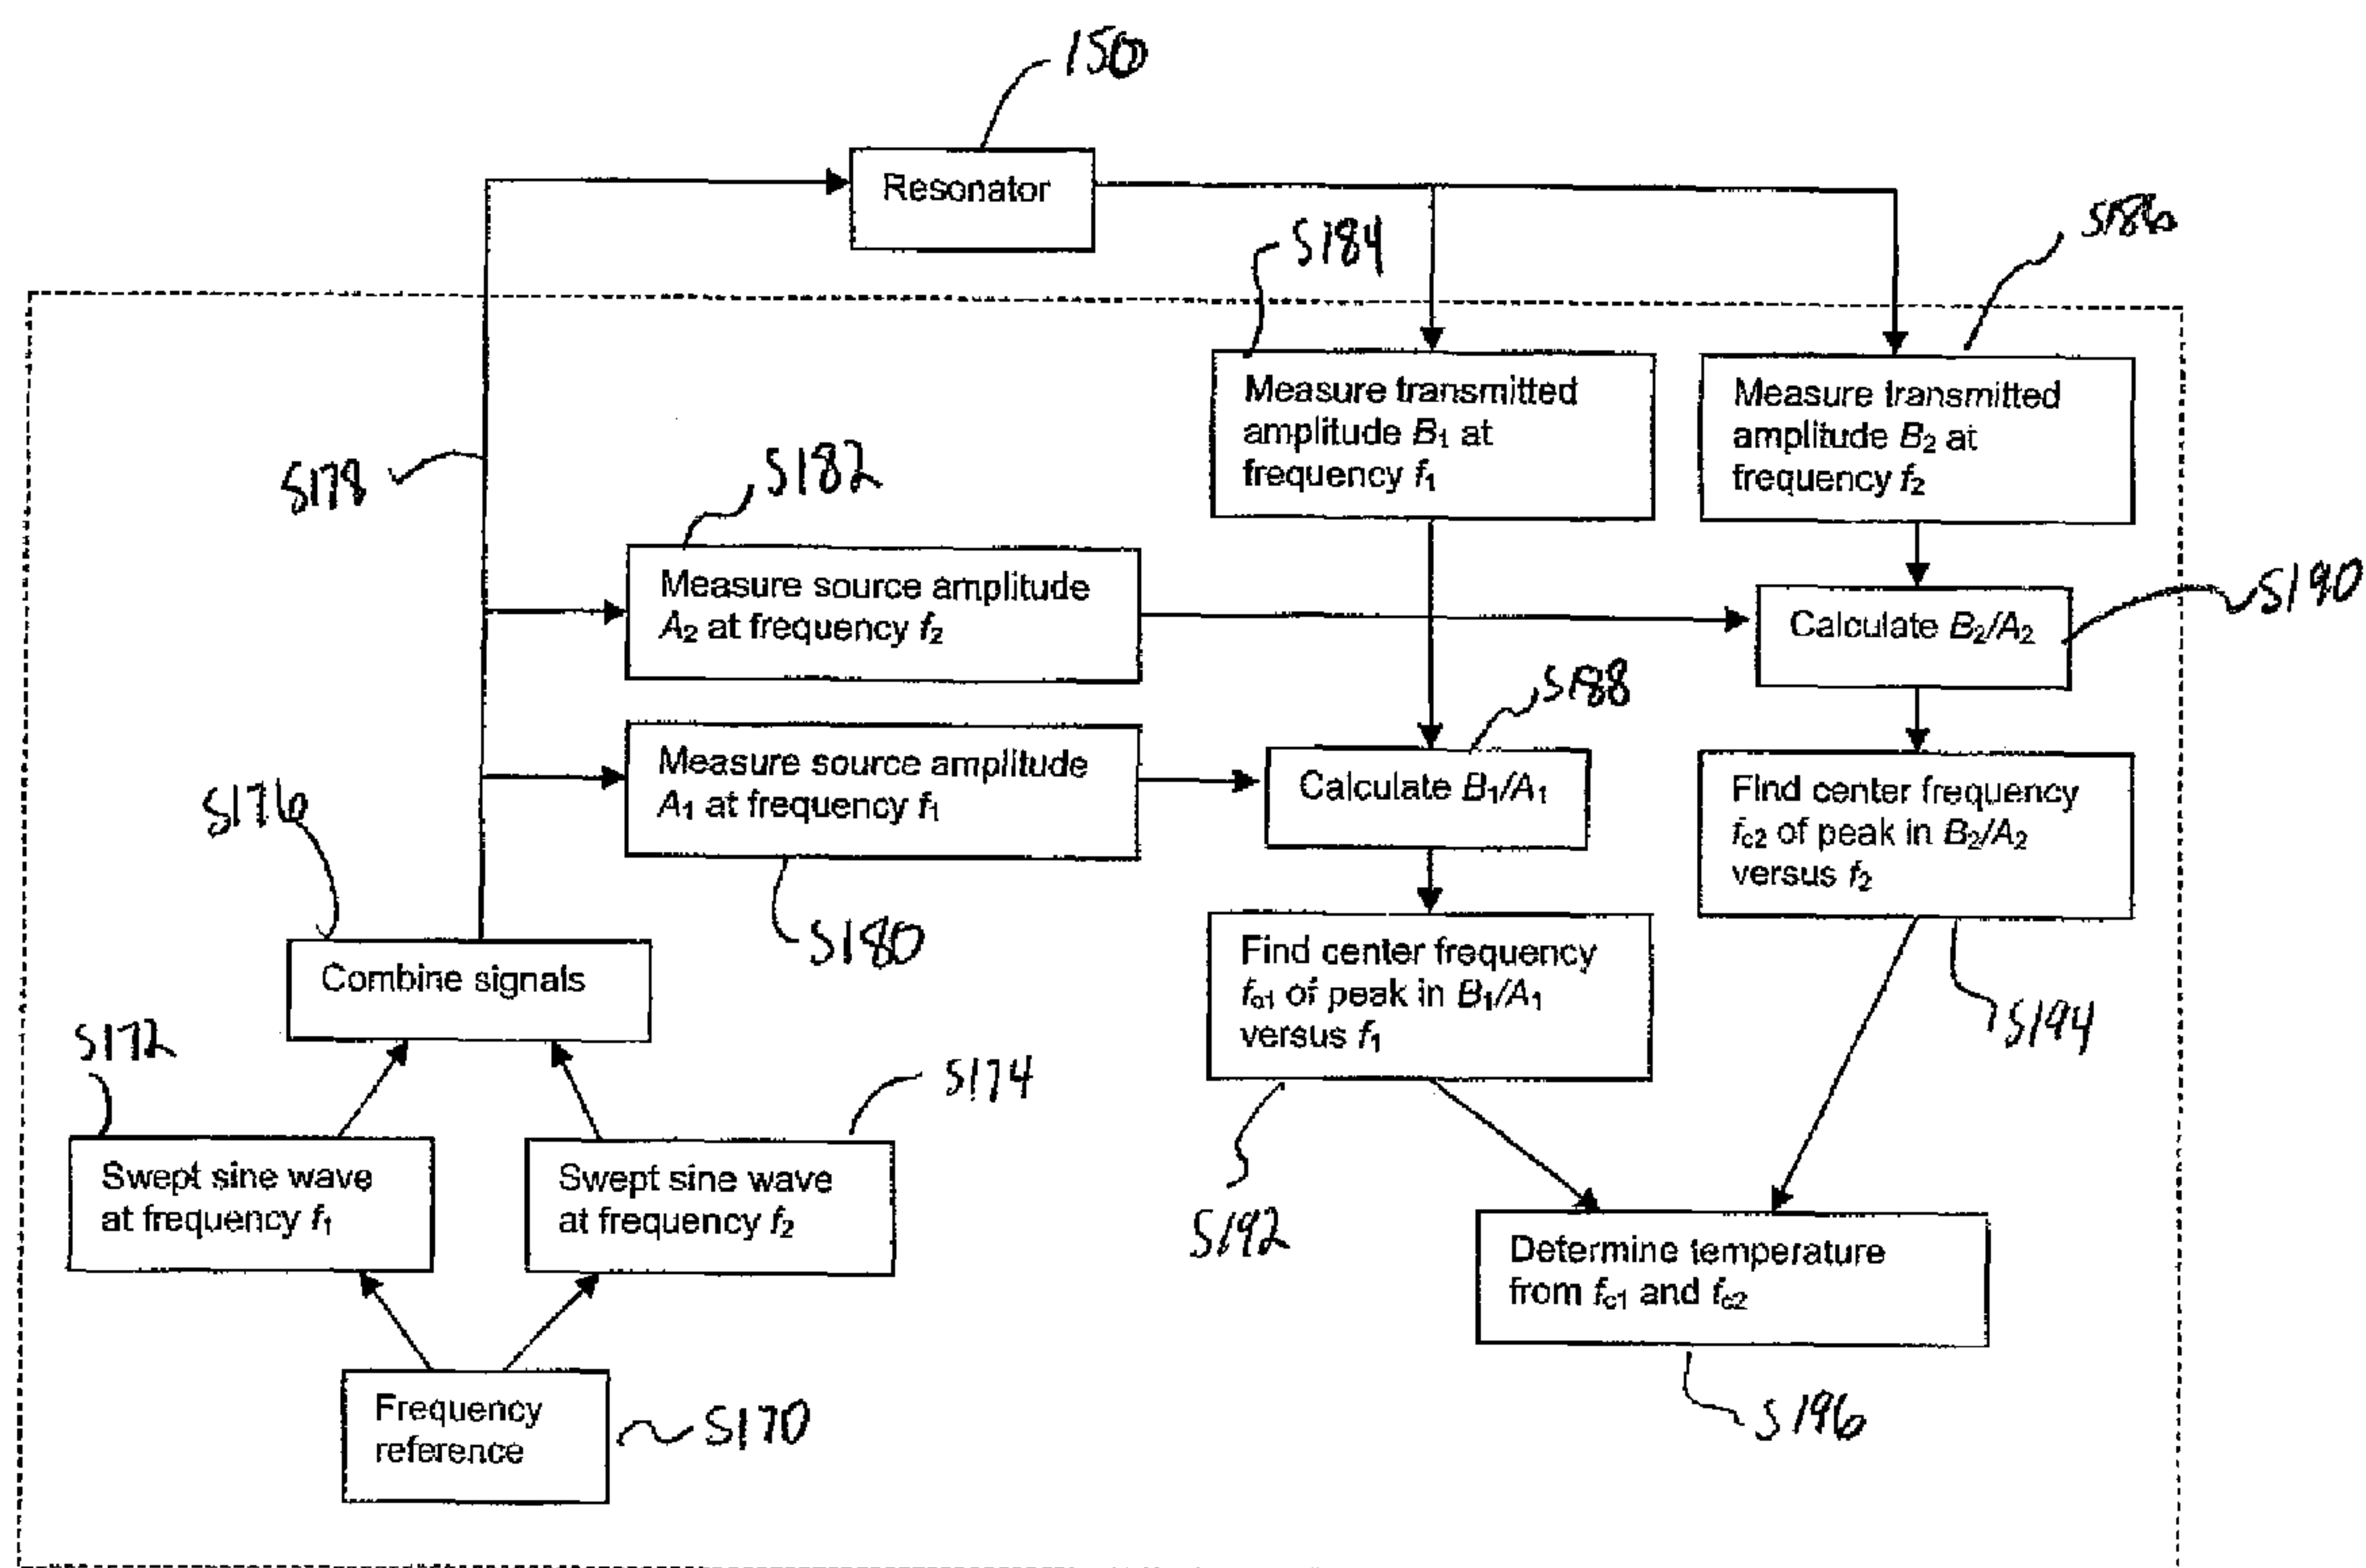 150
Resonator
S184
S186
Measure transmitted
amplitude B₁ at
frequency f₁
Measure transmitted
amplitude B₂ at
frequency f₂
S178
S182
Measure source amplitude
A₂ at frequency f₂
Calculate B₂/A₂
S190
S188
Measure source amplitude
A₁ at frequency f₁
Calculate B₁/A₁
Find center frequency
fc2 of peak in B₂/A₂
versus f₂
S176
S180
Combine signals
Find center frequency
fc1 of peak in B₁/A₁
versus f₁
S194
S172
S174
Swept sine wave
at frequency f₁
Swept sine wave
at frequency f₂
S192
Determine temperature
from fc1 and fc2
Frequency
reference
S170
S196